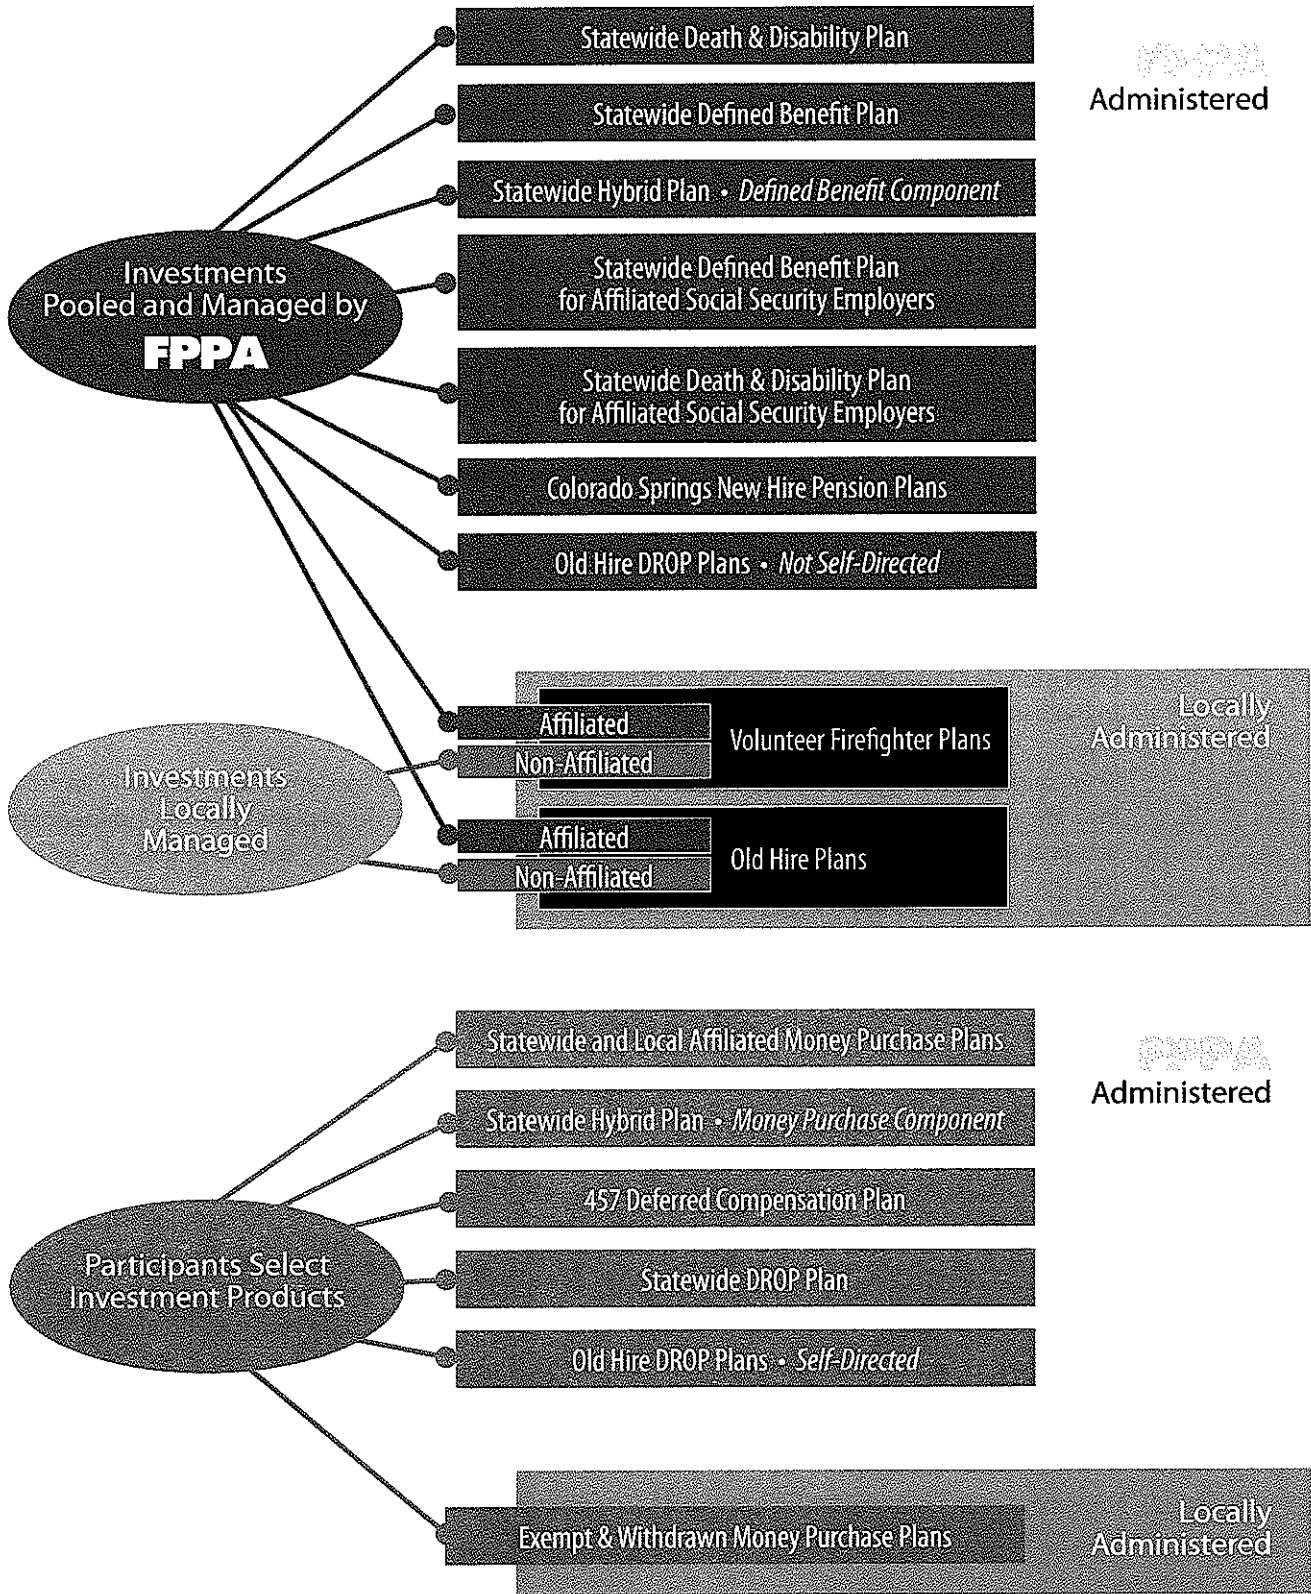 Statewide Death & Disability Plan
FPPA
Administered
Statewide Defined Benefit Plan
Statewide Hybrid Plan • Defined Benefit Component
Investments
Pooled and Managed by
FPPA
Statewide Defined Benefit Plan
for Affiliated Social Security Employers
Statewide Death & Disability Plan
for Affiliated Social Security Employers
Colorado Springs New Hire Pension Plans
Old Hire DROP Plans • Not Self-Directed
Locally
Administered
Affiliated
Non-Affiliated
Volunteer Firefighter Plans
Investments
Locally
Managed
Affiliated
Non-Affiliated
Old Hire Plans
Statewide and Local Affiliated Money Purchase Plans
FPPA
Administered
Statewide Hybrid Plan • Money Purchase Component
457 Deferred Compensation Plan
Participants Select
Investment Products
Statewide DROP Plan
Old Hire DROP Plans • Self-Directed
Exempt & Withdrawn Money Purchase Plans
Locally
Administered